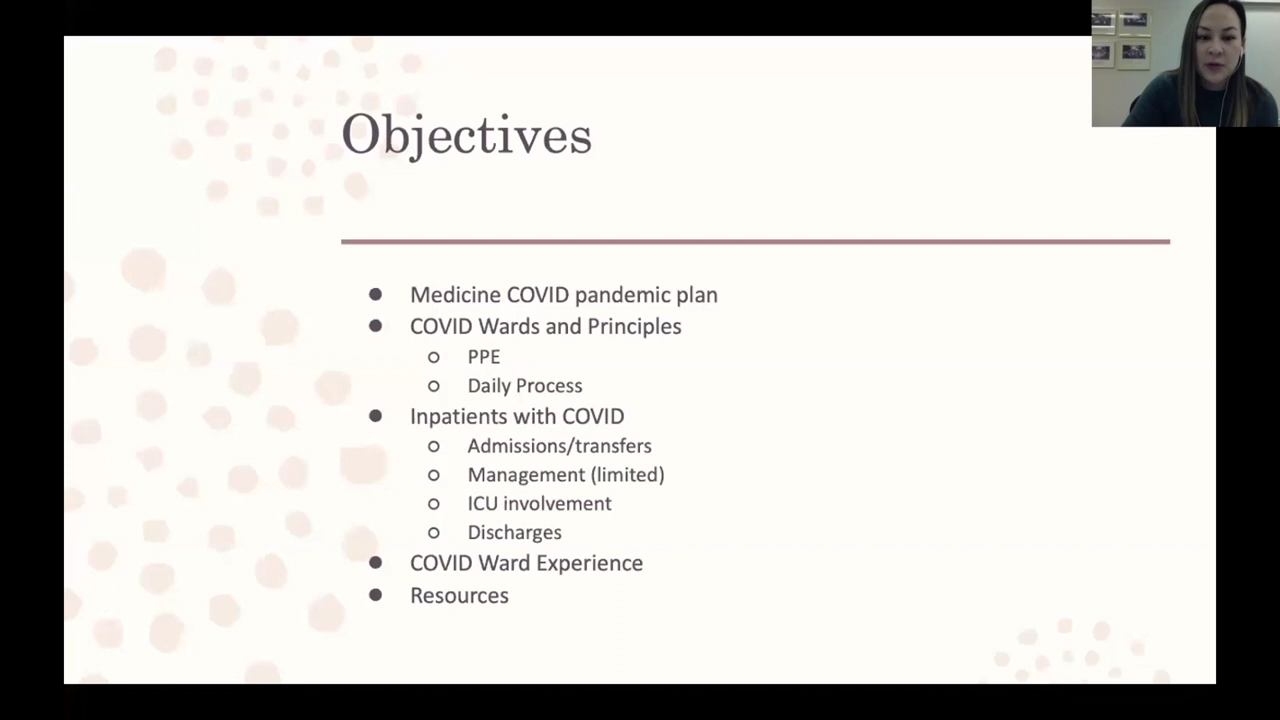 Objectives
● Medicine COVID pandemic plan
● COVID Wards and Principles
○ PPE
○ Daily Process
● Inpatients with COVID
○ Admissions/transfers
○ Management (limited)
○ ICU involvement
○ Discharges
● COVID Ward Experience
● Resources